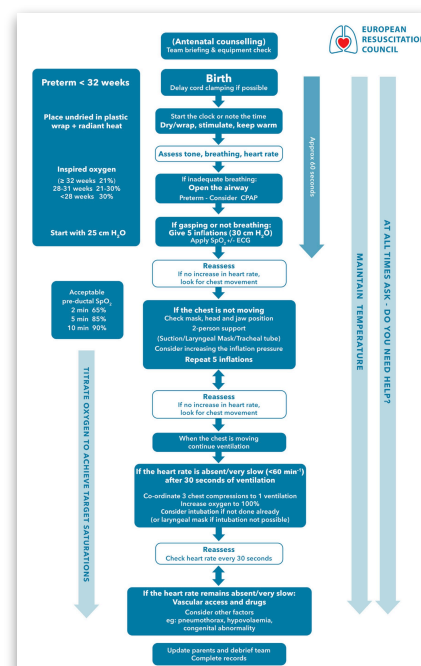 EUROPEAN
RESUSCITATION
COUNCIL
(Antenatal counselling)
Team briefing & equipment check
Birth
Delay cord clamping if possible
Start the clock or note the time
Dry/wrap, stimulate, keep warm
Assess tone, breathing, heart rate
If inadequate breathing:
Open the airway
Preterm - Consider CPAP
If gasping or not breathing:
Give 5 inflations (30 cm H₂O)
Apply SpO₂ +/- ECG
Reassess
If no increase in heart rate,
look for chest movement
If the chest is not moving
Check mask, head and jaw position
2-person support
(Suction/Laryngeal Mask/Tracheal tube)
Consider increasing the inflation pressure
Repeat 5 inflations
Reassess
If no increase in heart rate,
look for chest movement
When the chest is moving
continue ventilation
If the heart rate is absent/very slow (<60 min⁻¹)
after 30 seconds of ventilation
Co-ordinate 3 chest compressions to 1 ventilation
Increase oxygen to 100%
Consider intubation if not done already
(or laryngeal mask if intubation not possible)
Reassess
Check heart rate every 30 seconds
If the heart rate remains absent/very slow:
Vascular access and drugs
Consider other factors
eg: pneumothorax, hypovolaemia,
congenital abnormality
Update parents and debrief team
Complete records
Preterm < 32 weeks
Place undried in plastic
wrap + radiant heat
Inspired oxygen
(≥ 32 weeks 21%)
28-31 weeks 21-30%
<28 weeks 30%
Start with 25 cm H₂O
Acceptable
pre-ductal SpO₂
2 min 65%
5 min 85%
10 min 90%
TITRATE OXYGEN TO ACHIEVE TARGET SATURATIONS
Approx 60 seconds
MAINTAIN TEMPERATURE
AT ALL TIMES ASK - DO YOU NEED HELP?